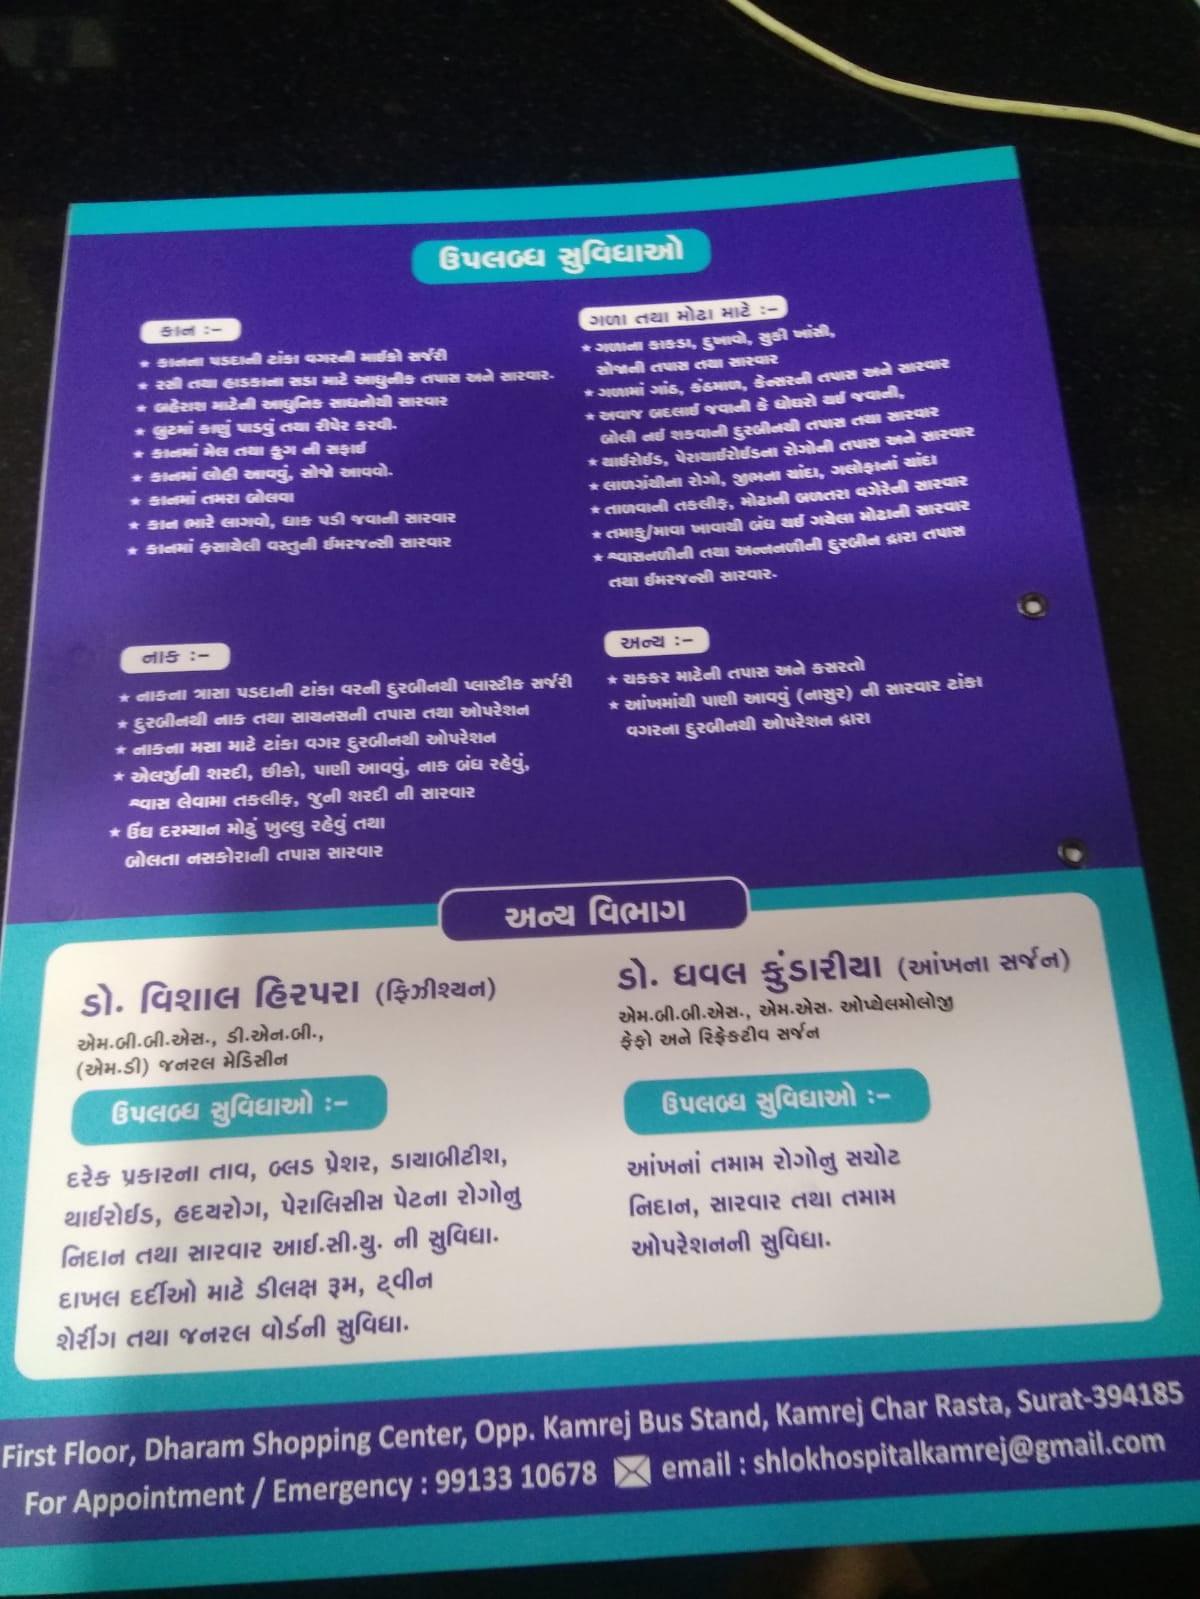 ઉપલબ્ધ સુવિધાઓ
કાન :-
★ કાનના પડદાની ટાંકા વગરની માઈક્રો સર્જરી
★ રસી તથા હાડકાના સડા માટે આધુનીક તપાસ અને સારવાર.
★ બહેરાશ માટેની આધુનિક સાધનોથી સારવાર
★ બુટમાં કાણું પાડવું તથા રીપેર કરવી.
★ કાનમાં મેલ તથા ફુગ ની સફાઈ
★ કાનમાં લોહી આવવું, સોજો આવવો.
★ કાનમાં તમરા બોલવા
★ કાન ભારે લાગવો, ધાક પડી જવાની સારવાર
★ કાનમાં ફસાયેલી વસ્તુની ઈમરજન્સી સારવાર
ગળા તથા મોઢા માટે :-
★ ગળાના કાકડા, દુખાવો, સુકી ખાંસી,
સોજાની તપાસ તથા સારવાર
★ ગળામાં ગાંઠ, કંઠમાળ, કેન્સરની તપાસ અને સારવાર
★ અવાજ બદલાઈ જવાની કે ઘોઘરો થઈ જવાની,
બોલી નઈ શકવાની દુરબીનથી તપાસ તથા સારવાર
★ થાઈરોઈડ, પેરાથાઈરોઈડના રોગોની તપાસ અને સારવાર
★ લાળગ્રંથીના રોગો, જીભના ચાંદા, ગલોફાનાં ચાંદા
★ તાળવાની તકલીફ, મોઢાની બળતરા વગેરેની સારવાર
★ તમાકુ/માવા ખાવાથી બંધ થઈ ગયેલા મોઢાની સારવાર
★ શ્વાસનળીની તથા અન્નનળીની દુરબીન દ્વારા તપાસ
તથા ઈમરજન્સી સારવાર.
નાક :-
★ નાકના ત્રાસા પડદાની ટાંકા વરની દુરબીનથી પ્લાસ્ટીક સર્જરી
★ દુરબીનથી નાક તથા સાયનસની તપાસ તથા ઓપરેશન
★ નાકના મસા માટે ટાંકા વગર દુરબીનથી ઓપરેશન
★ એલર્જીની શરદી, છીકો, પાણી આવવું, નાક બંધ રહેવું,
શ્વાસ લેવામા તકલીફ, જુની શરદી ની સારવાર
★ ઉંઘ દરમ્યાન મોઢું ખુલ્લુ રહેવું તથા
બોલતા નસકોરાની તપાસ સારવાર
અન્ય :-
★ ચક્કર માટેની તપાસ અને કસરતો
★ આંખમાંથી પાણી આવવું (નાસુર) ની સારવાર ટાંકા
વગરના દુરબીનથી ઓપરેશન દ્વારા
અન્ય વિભાગ
ડો. વિશાલ હિરપરા (ફિઝીશ્યન)
એમ.બી.બી.એસ., ડી.એન.બી.,
(એમ.ડી) જનરલ મેડિસીન
ઉપલબ્ધ સુવિધાઓ :-
દરેક પ્રકારના તાવ, બ્લડ પ્રેશર, ડાયાબીટીશ,
થાઈરોઈડ, હદયરોગ, પેરાલિસીસ પેટના રોગોનુ
નિદાન તથા સારવાર આઈ.સી.યુ. ની સુવિધા.
દાખલ દર્દીઓ માટે ડીલક્ષ રૂમ, ટ્વીન
શેરીંગ તથા જનરલ વોર્ડની સુવિધા.
ડો. ધવલ કુંડારીયા (આંખના સર્જન)
એમ.બી.બી.એસ., એમ.એસ. ઓપ્થેલમોલોજી
ફેફો અને રિફ્રેક્ટીવ સર્જન
ઉપલબ્ધ સુવિધાઓ :-
આંખનાં તમામ રોગોનુ સચોટ
નિદાન, સારવાર તથા તમામ
ઓપરેશનની સુવિધા.
First Floor, Dharam Shopping Center, Opp. Kamrej Bus Stand, Kamrej Char Rasta, Surat-394185
For Appointment / Emergency : 99133 10678 email : shlokhospitalkamrej@gmail.com